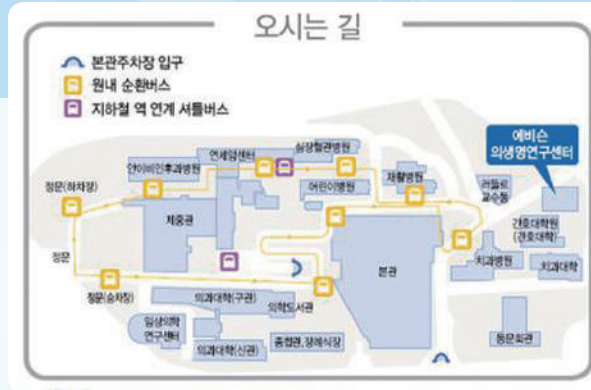 오시는 길
본관주차장 입구
원내 순환버스
지하철 역 연계 셔틀버스
에비슨
의생명연구센터
심장혈관병원
연세암센터
안이비인후과병원
재활병원
어린이병원
교수동
정문(하차장)
제중관
간호대학원
(간호대학)
정문
본관
치과병원
치과대학
정문(승차장)
의과대학(구관)
의학도서관
임상의학
연구센터
의과대학(신관)
종합관,장례식장
동문회관